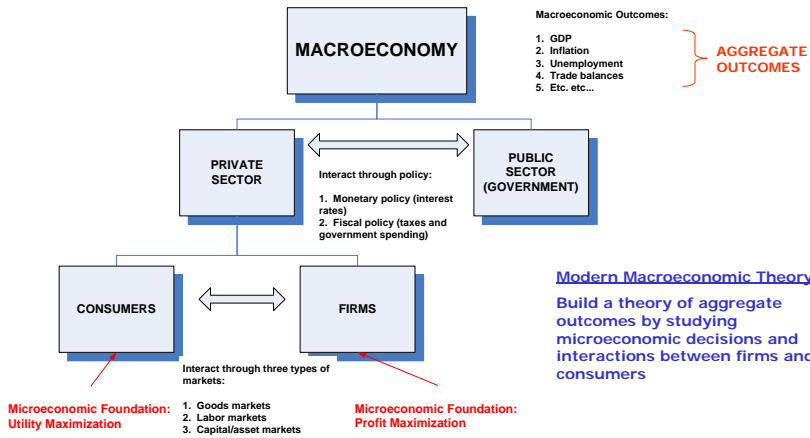 Macroeconomic Outcomes:
1. GDP
2. Inflation
3. Unemployment
4. Trade balances
5. Etc. etc...
AGGREGATE
OUTCOMES
MACROECONOMY
PRIVATE
SECTOR
PUBLIC
SECTOR
(GOVERNMENT)
Interact through policy:
1. Monetary policy (interest
rates)
2. Fiscal policy (taxes and
government spending)
CONSUMERS
FIRMS
Modern Macroeconomic Theory
Build a theory of aggregate
outcomes by studying
microeconomic decisions and
interactions between firms and
consumers
Interact through three types of
markets:
1. Goods markets
2. Labor markets
3. Capital/asset markets
Microeconomic Foundation:
Utility Maximization
Microeconomic Foundation:
Profit Maximization